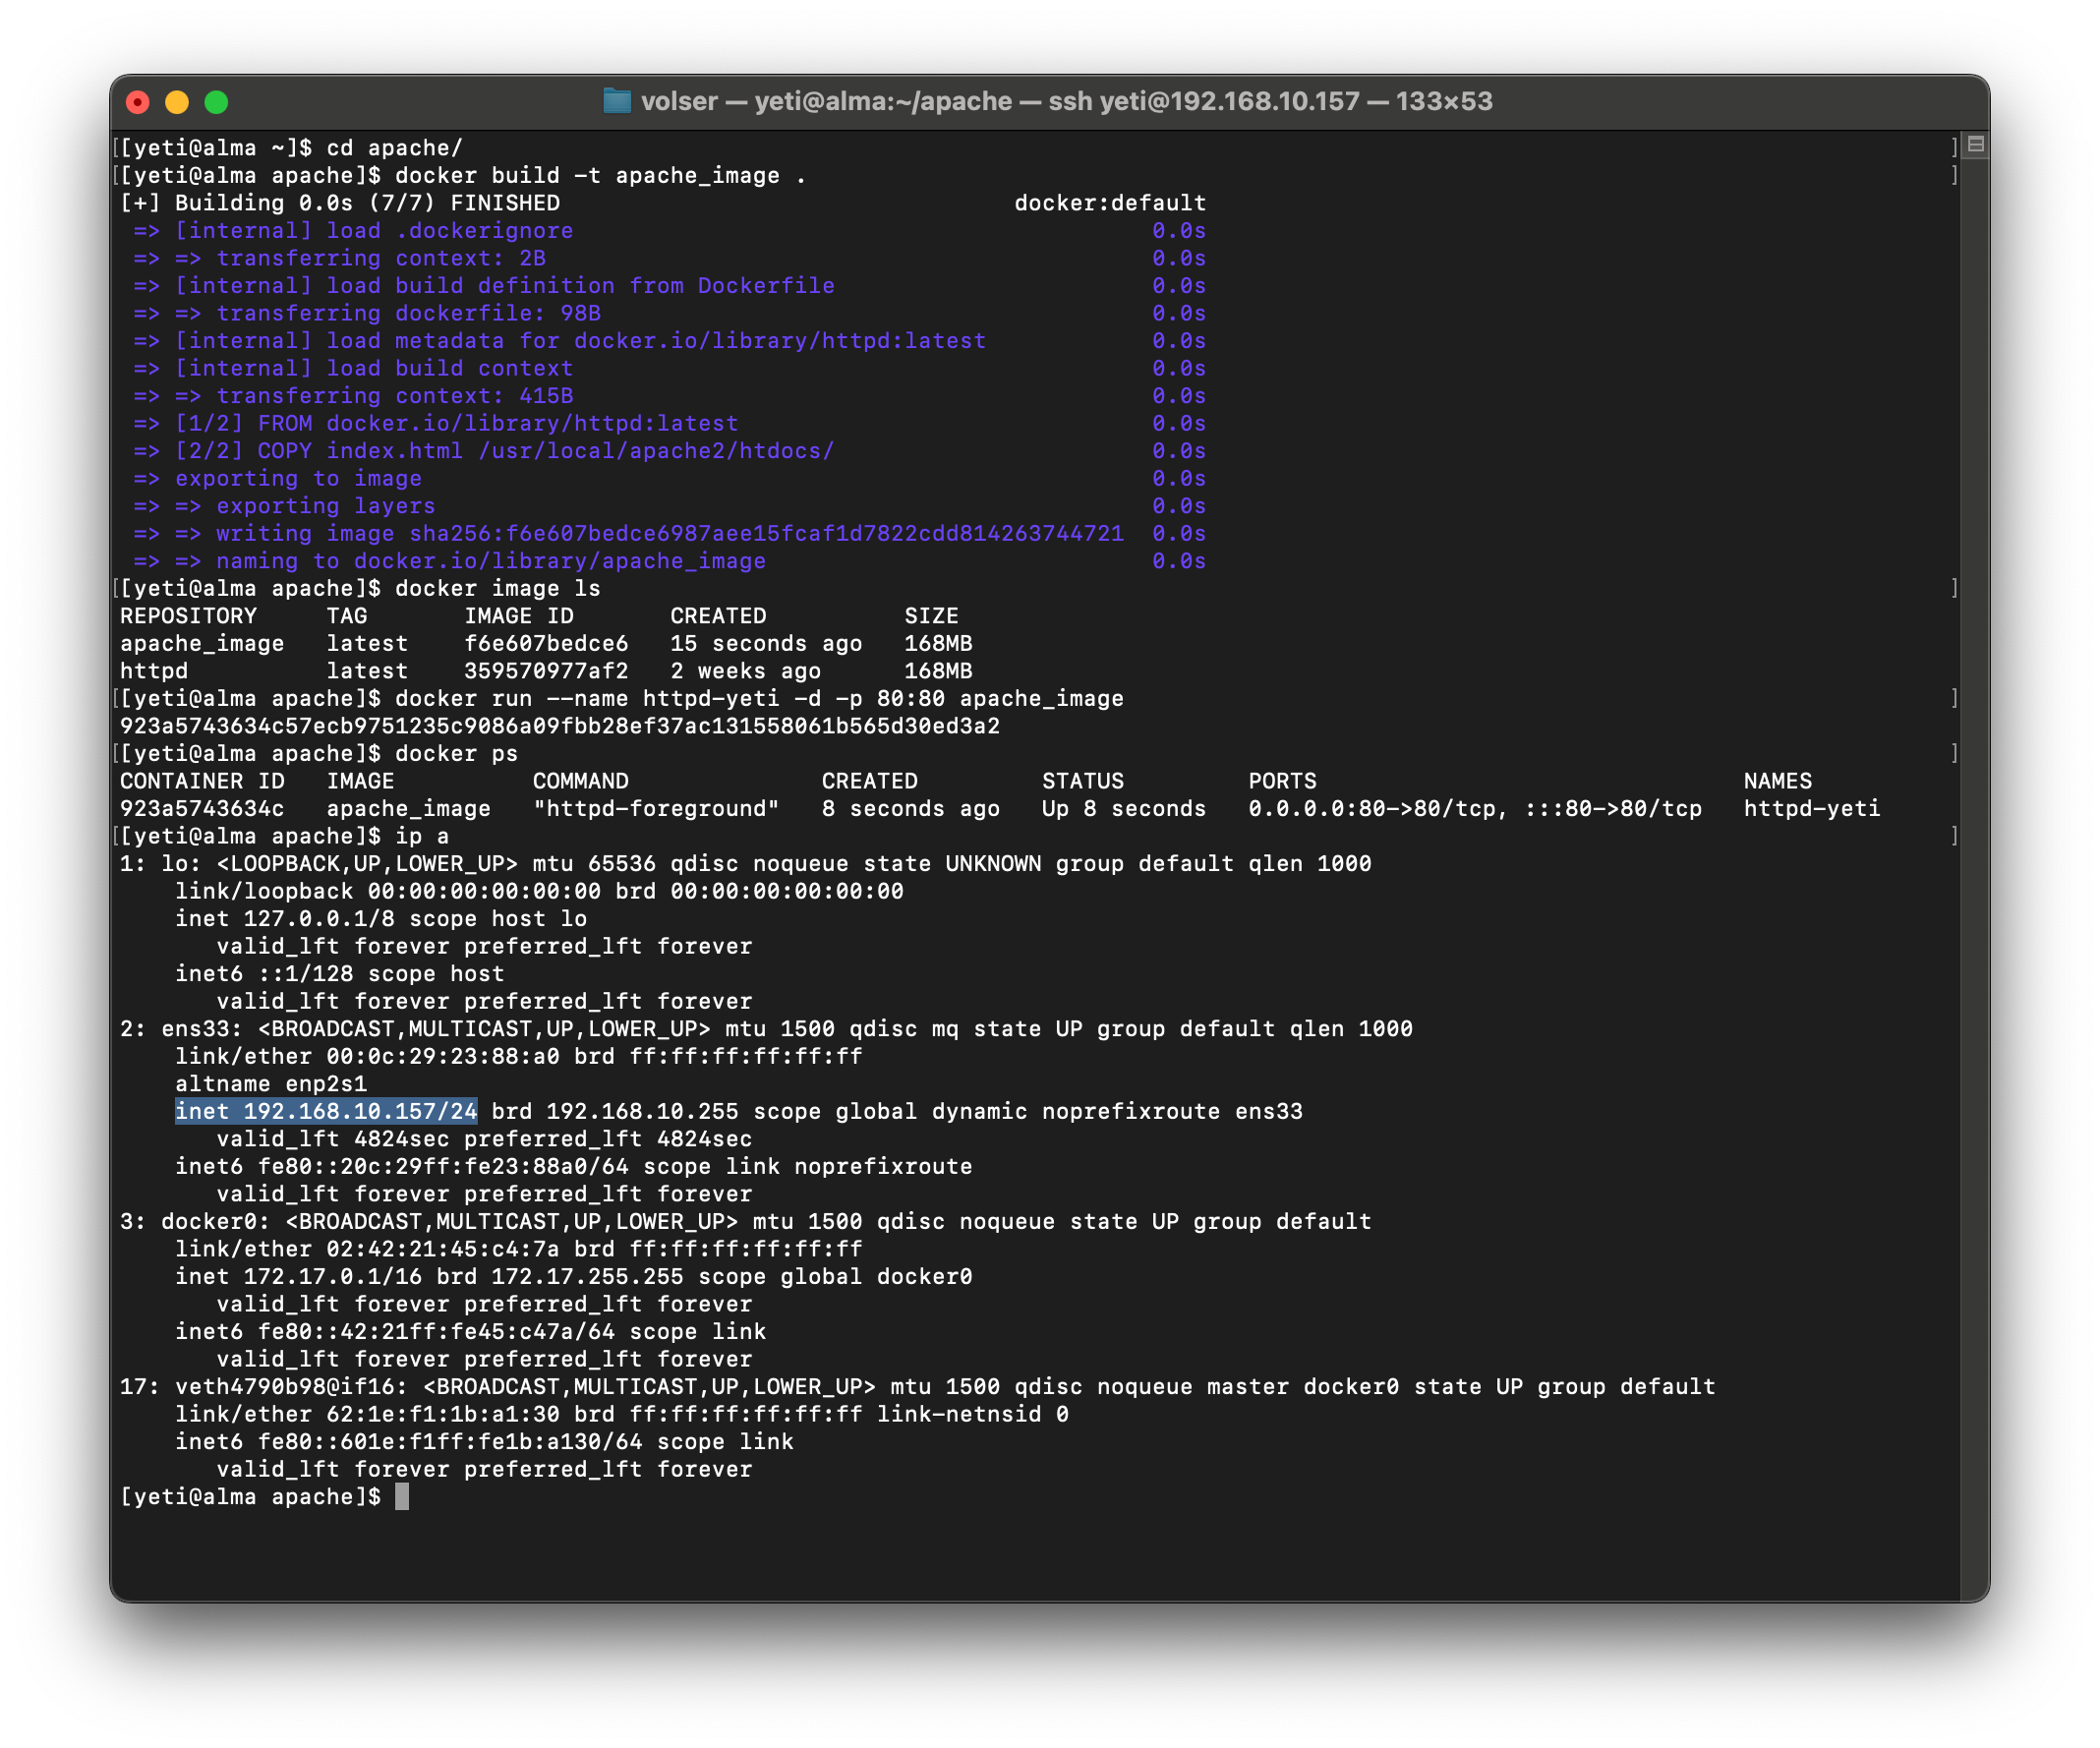 volser — yeti@alma:~/apache — ssh yeti@192.168.10.157 — 133×53
[[yeti@alma ~]$ cd apache/ ]
[[yeti@alma apache]$ docker build -t apache_image . ]
[+] Building 0.0s (7/7) FINISHED docker:default
=> [internal] load .dockerignore 0.0s
=> => transferring context: 2B 0.0s
=> [internal] load build definition from Dockerfile 0.0s
=> => transferring dockerfile: 98B 0.0s
=> [internal] load metadata for docker.io/library/httpd:latest 0.0s
=> [internal] load build context 0.0s
=> => transferring context: 415B 0.0s
=> [1/2] FROM docker.io/library/httpd:latest 0.0s
=> [2/2] COPY index.html /usr/local/apache2/htdocs/ 0.0s
=> exporting to image 0.0s
=> => exporting layers 0.0s
=> => writing image sha256:f6e607bedce6987aee15fcaf1d7822cdd814263744721 0.0s
=> => naming to docker.io/library/apache_image 0.0s
[[yeti@alma apache]$ docker image ls ]
REPOSITORY TAG IMAGE ID CREATED SIZE
apache_image latest f6e607bedce6 15 seconds ago 168MB
httpd latest 359570977af2 2 weeks ago 168MB
[[yeti@alma apache]$ docker run --name httpd-yeti -d -p 80:80 apache_image ]
923a5743634c57ecb9751235c9086a09fbb28ef37ac131558061b565d30ed3a2
[[yeti@alma apache]$ docker ps ]
CONTAINER ID IMAGE COMMAND CREATED STATUS PORTS NAMES
923a5743634c apache_image "httpd-foreground" 8 seconds ago Up 8 seconds 0.0.0.0:80->80/tcp, :::80->80/tcp httpd-yeti
[[yeti@alma apache]$ ip a ]
1: lo: <LOOPBACK,UP,LOWER_UP> mtu 65536 qdisc noqueue state UNKNOWN group default qlen 1000
link/loopback 00:00:00:00:00:00 brd 00:00:00:00:00:00
inet 127.0.0.1/8 scope host lo
valid_lft forever preferred_lft forever
inet6 ::1/128 scope host
valid_lft forever preferred_lft forever
2: ens33: <BROADCAST,MULTICAST,UP,LOWER_UP> mtu 1500 qdisc mq state UP group default qlen 1000
link/ether 00:0c:29:23:88:a0 brd ff:ff:ff:ff:ff:ff
altname enp2s1
inet 192.168.10.157/24 brd 192.168.10.255 scope global dynamic noprefixroute ens33
valid_lft 4824sec preferred_lft 4824sec
inet6 fe80::20c:29ff:fe23:88a0/64 scope link noprefixroute
valid_lft forever preferred_lft forever
3: docker0: <BROADCAST,MULTICAST,UP,LOWER_UP> mtu 1500 qdisc noqueue state UP group default
link/ether 02:42:21:45:c4:7a brd ff:ff:ff:ff:ff:ff
inet 172.17.0.1/16 brd 172.17.255.255 scope global docker0
valid_lft forever preferred_lft forever
inet6 fe80::42:21ff:fe45:c47a/64 scope link
valid_lft forever preferred_lft forever
17: veth4790b98@if16: <BROADCAST,MULTICAST,UP,LOWER_UP> mtu 1500 qdisc noqueue master docker0 state UP group default
link/ether 62:1e:f1:1b:a1:30 brd ff:ff:ff:ff:ff:ff link-netnsid 0
inet6 fe80::601e:f1ff:fe1b:a130/64 scope link
valid_lft forever preferred_lft forever
[yeti@alma apache]$